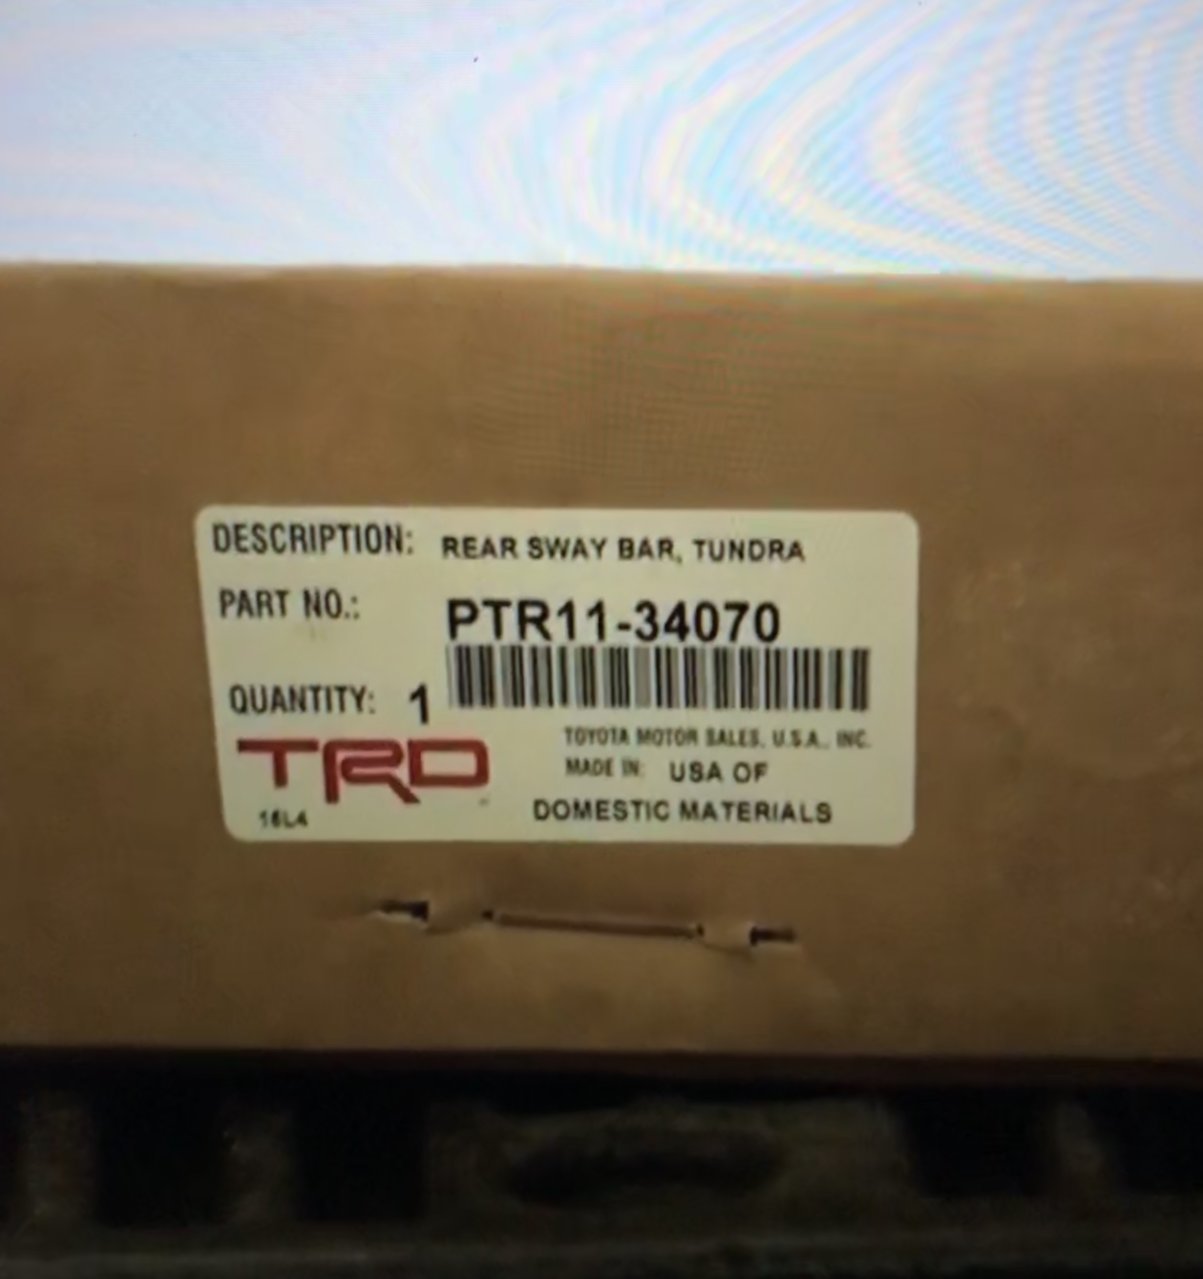 DESCRIPTION: REAR SWAY BAR, TUNDRA
PART NO.: PTR11-34070
QUANTITY: 1
TRD
TOYOTA MOTOR SALES, U.S.A., INC.
MADE IN: USA OF
DOMESTIC MATERIALS
16L4